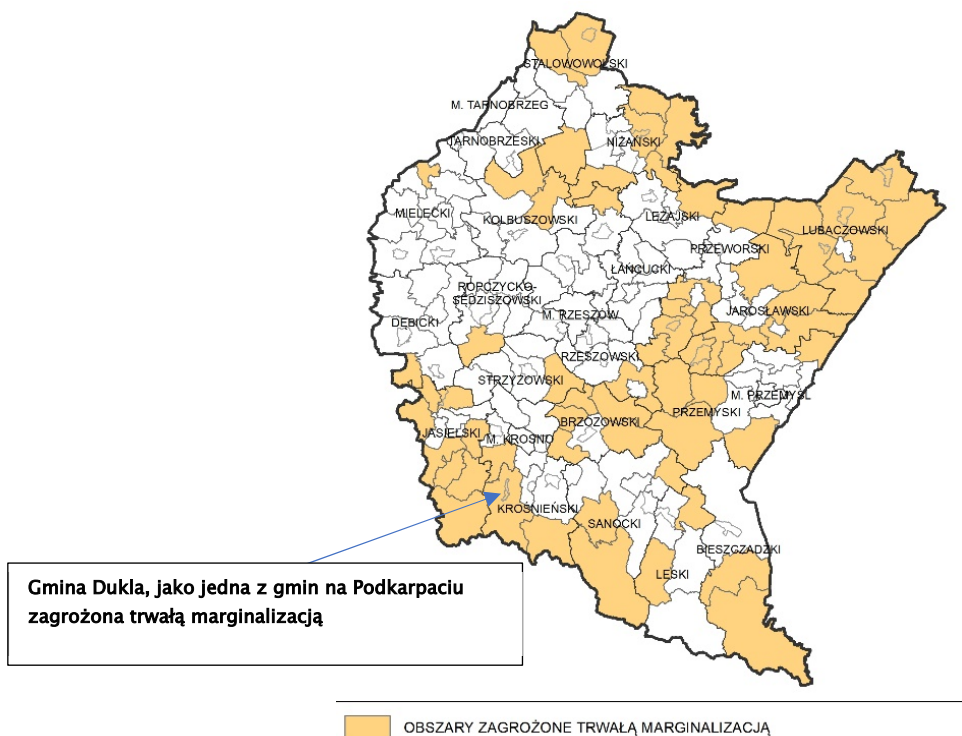 STALOWOWOLSKI
M. TARNOBRZEG
TARNOBRZESKI
NIŻAŃSKI
MIELECKI
KOLBUSZOWSKI
LEŻAJSKI
LUBACZOWSKI
PRZEWORSKI
ŁAŃCUCKI
ROPCZYCKO-
SĘDZISZOWSKI
M. RZESZÓW
JAROSŁAWSKI
DĘBICKI
RZESZOWSKI
STRZYŻOWSKI
M. PRZEMYŚL
PRZEMYSKI
BRZOZOWSKI
JASIELSKI
M. KROSNO
KROŚNIEŃSKI
SANOCKI
BIESZCZADZKI
LESKI
Gmina Dukla, jako jedna z gmin na Podkarpaciu
zagrożona trwałą marginalizacją
OBSZARY ZAGROŻONE TRWAŁĄ MARGINALIZACJĄ